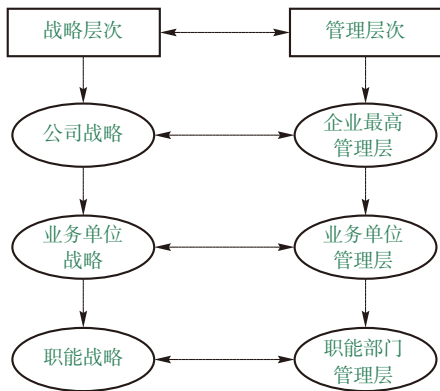 战略层次
管理层次
公司战略
企业最高
管理层
业务单位
战略
业务单位
管理层
职能战略
职能部门
管理层